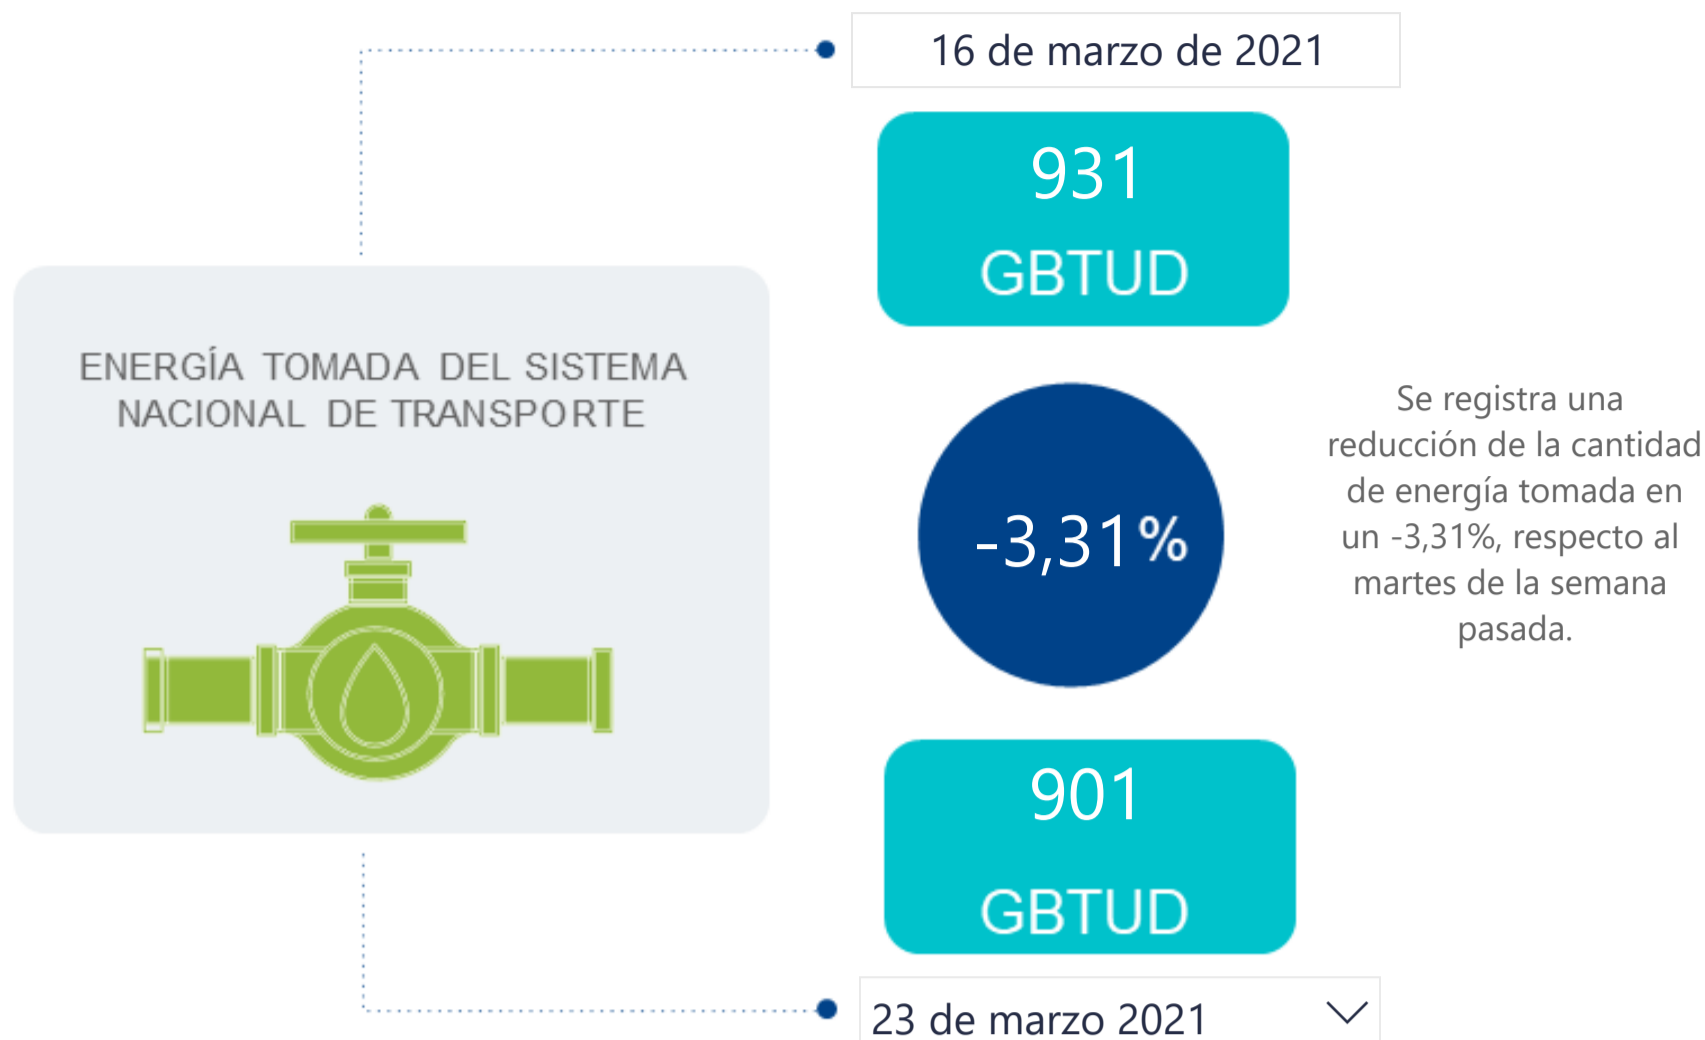 16 de marzo de 2021
931
GBTUD
ENERGÍA TOMADA DEL SISTEMA
NACIONAL DE TRANSPORTE
-3,31%
Se registra una
reducción de la cantidad
de energía tomada en
un -3,31%, respecto al
martes de la semana
pasada.
901
GBTUD
23 de marzo 2021